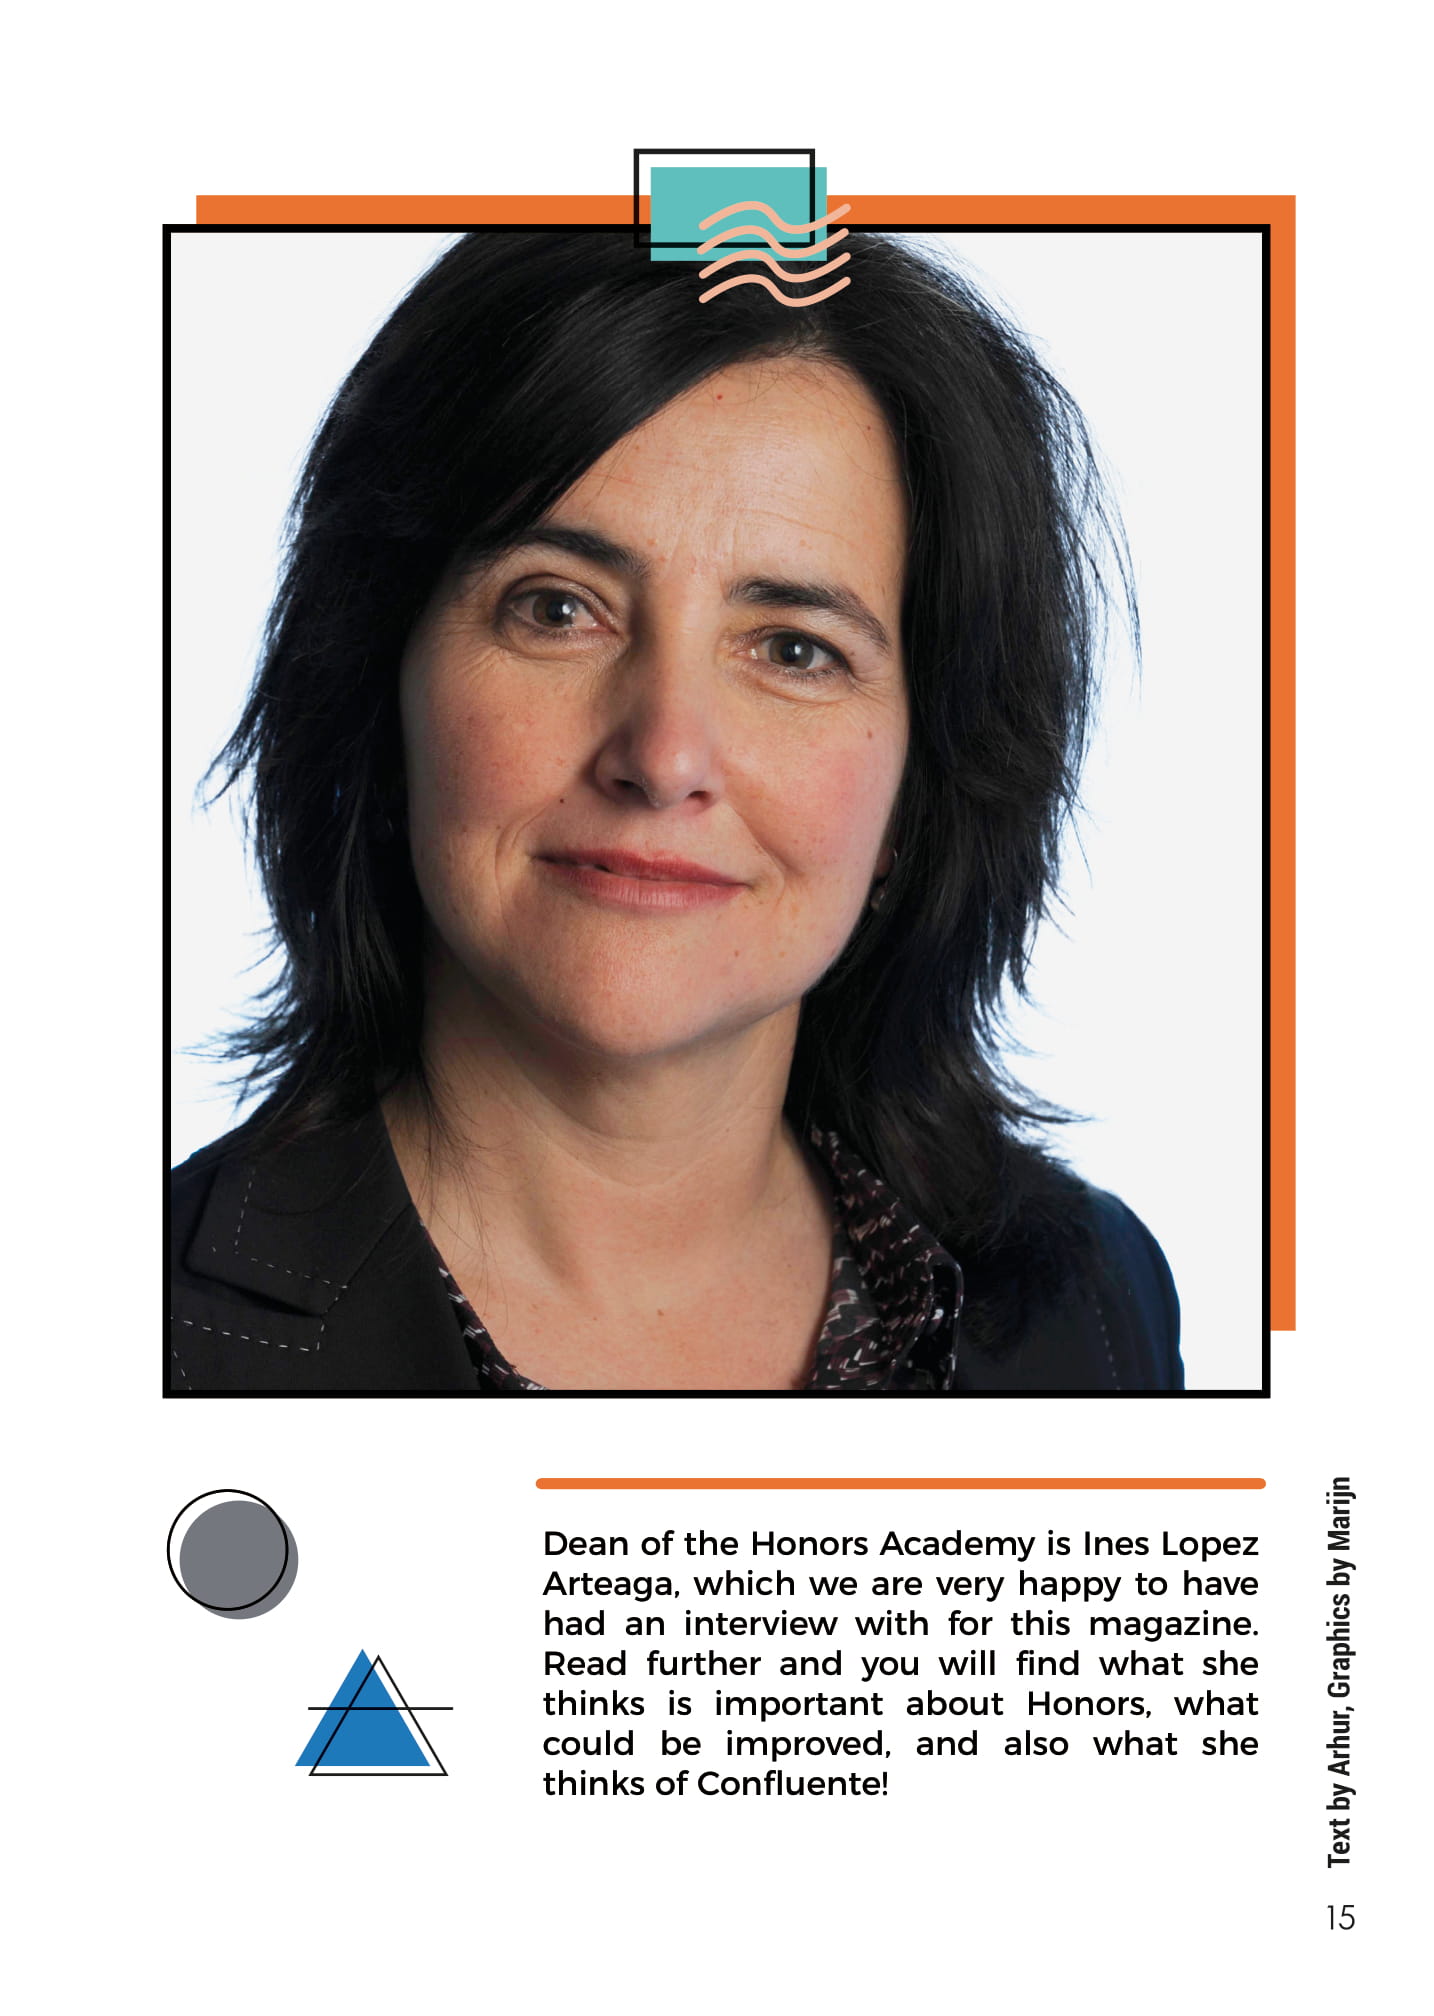 Dean of the Honors Academy is Ines Lopez
Arteaga, which we are very happy to have
had an interview with for this magazine.
Read further and you will find what she
thinks is important about Honors, what
could be improved, and also what she
thinks of Confluente!
Text by Arhur, Graphics by Marijn
15